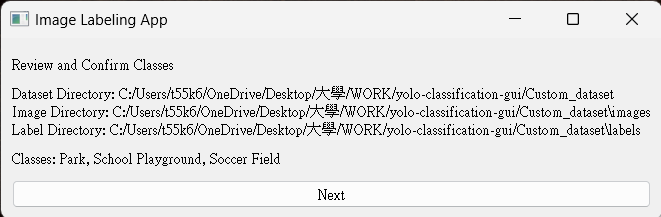 Image Labeling App
Review and Confirm Classes
Dataset Directory: C:/Users/t55k6/OneDrive/Desktop/大學/WORK/yolo-classification-gui/Custom_dataset
Image Directory: C:/Users/t55k6/OneDrive/Desktop/大學/WORK/yolo-classification-gui/Custom_dataset\images
Label Directory: C:/Users/t55k6/OneDrive/Desktop/大學/WORK/yolo-classification-gui/Custom_dataset\labels
Classes: Park, School Playground, Soccer Field
Next